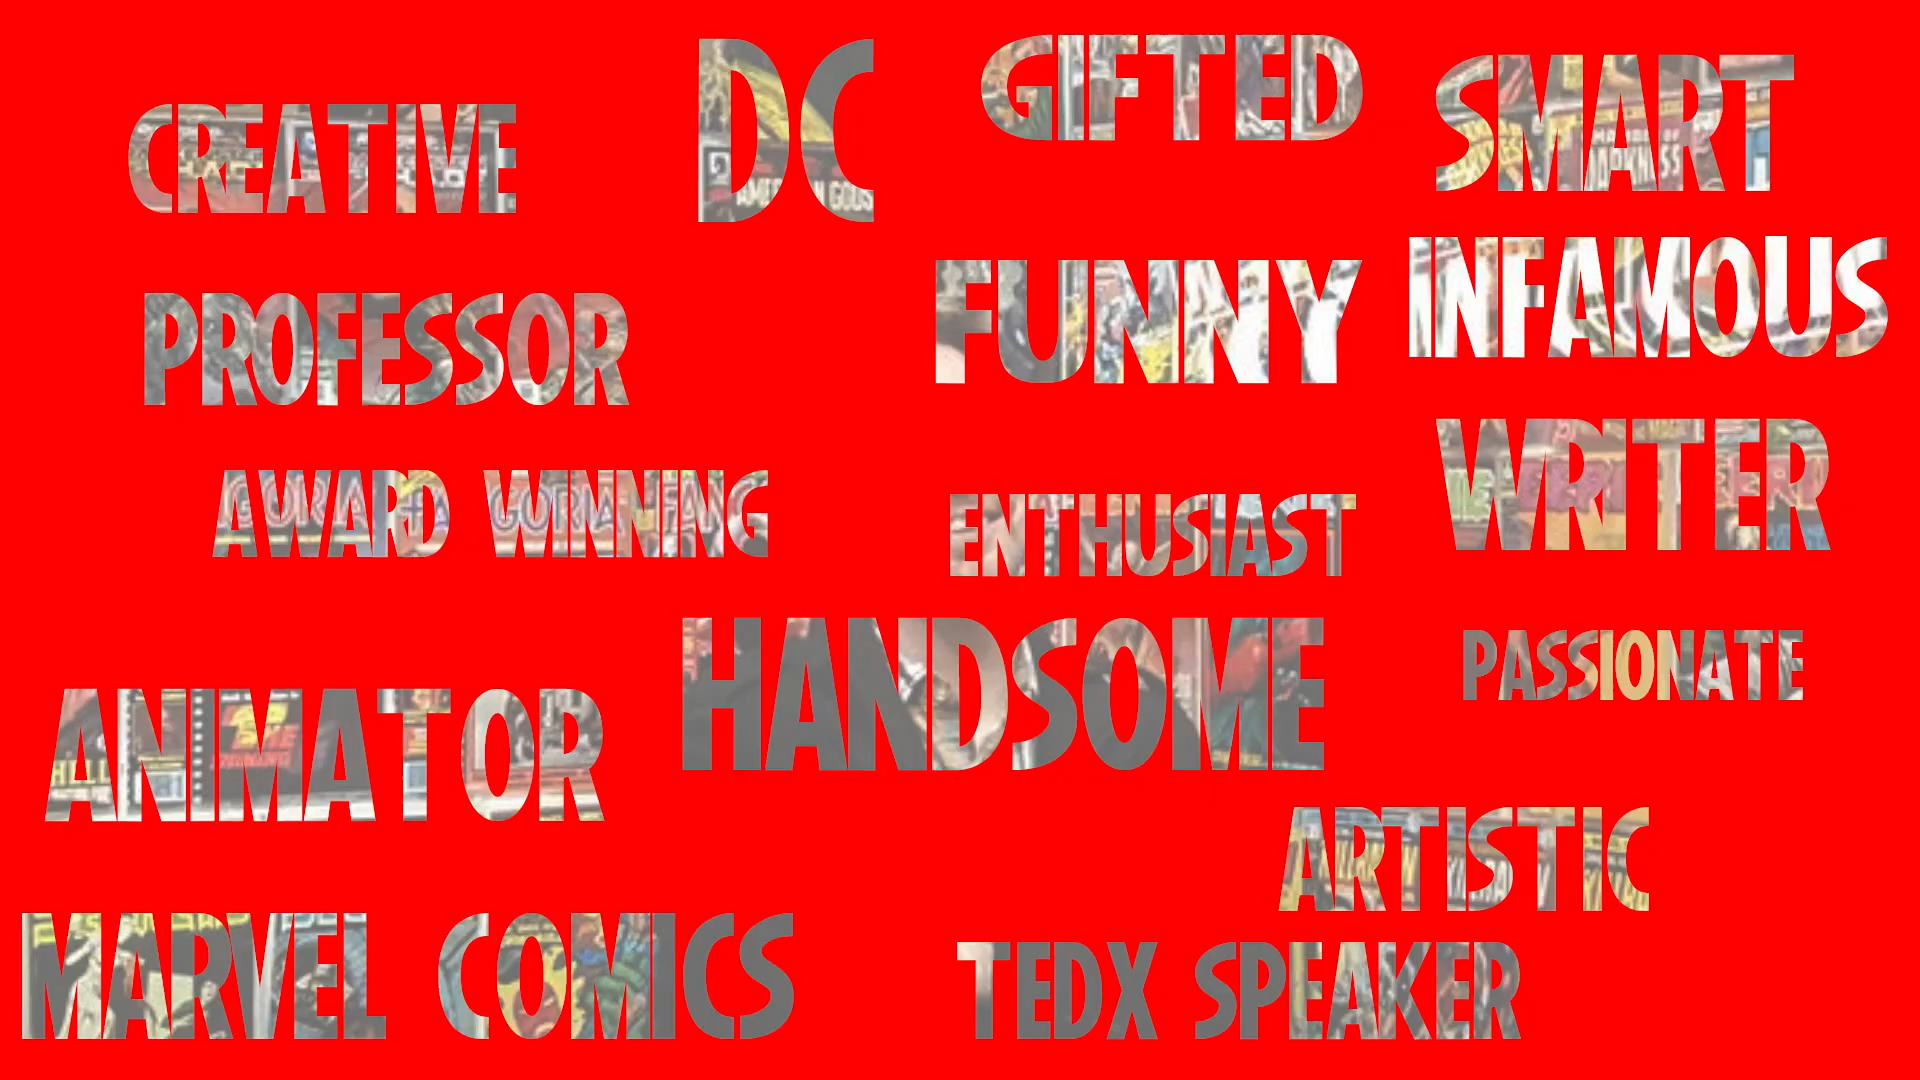 CREATIVE
DC
GIFTED
SMART
PROFESSOR
FUNNY
INFAMOUS
AWARD WINNING
ENTHUSIAST
WRITER
HANDSOME
PASSIONATE
ANIMATOR
ARTISTIC
MARVEL COMICS
TEDX SPEAKER